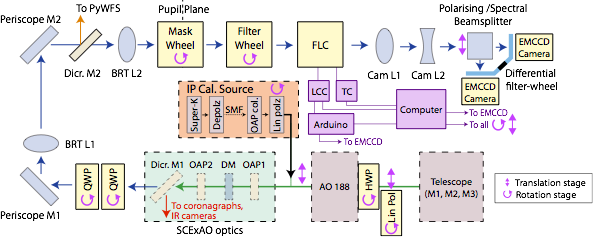 Periscope M2
To PyWFS
Dicr. M2
BRT L2
Pupil Plane
Mask
Wheel
Filter
Wheel
FLC
Cam L1
Cam L2
Polarising /Spectral
Beamsplitter
EMCCD
Camera
EMCCD
Camera
Differential
filter-wheel
IP Cal. Source
Super-K
Depolz
SMF
OAP col.
Lin polz
LCC
TC
Arduino
Computer
To EMCCD
To all
To EMCCD
BRT L1
Periscope M1
QWP
QWP
Dicr. M1
OAP2
DM
OAP1
To coronagraphs,
IR cameras
SCExAO optics
AO 188
HWP
Lin Pol
Telescope
(M1, M2, M3)
Translation stage
Rotation stage